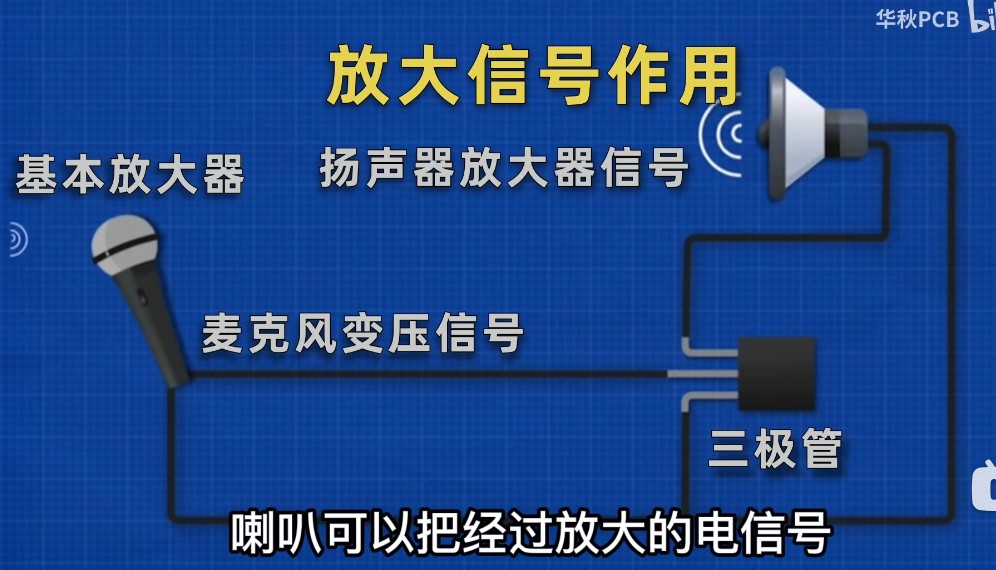 华秋PCB
放大信号作用
基本放大器
扬声器放大器信号
麦克风变压信号
三极管
喇叭可以把经过放大的电信号